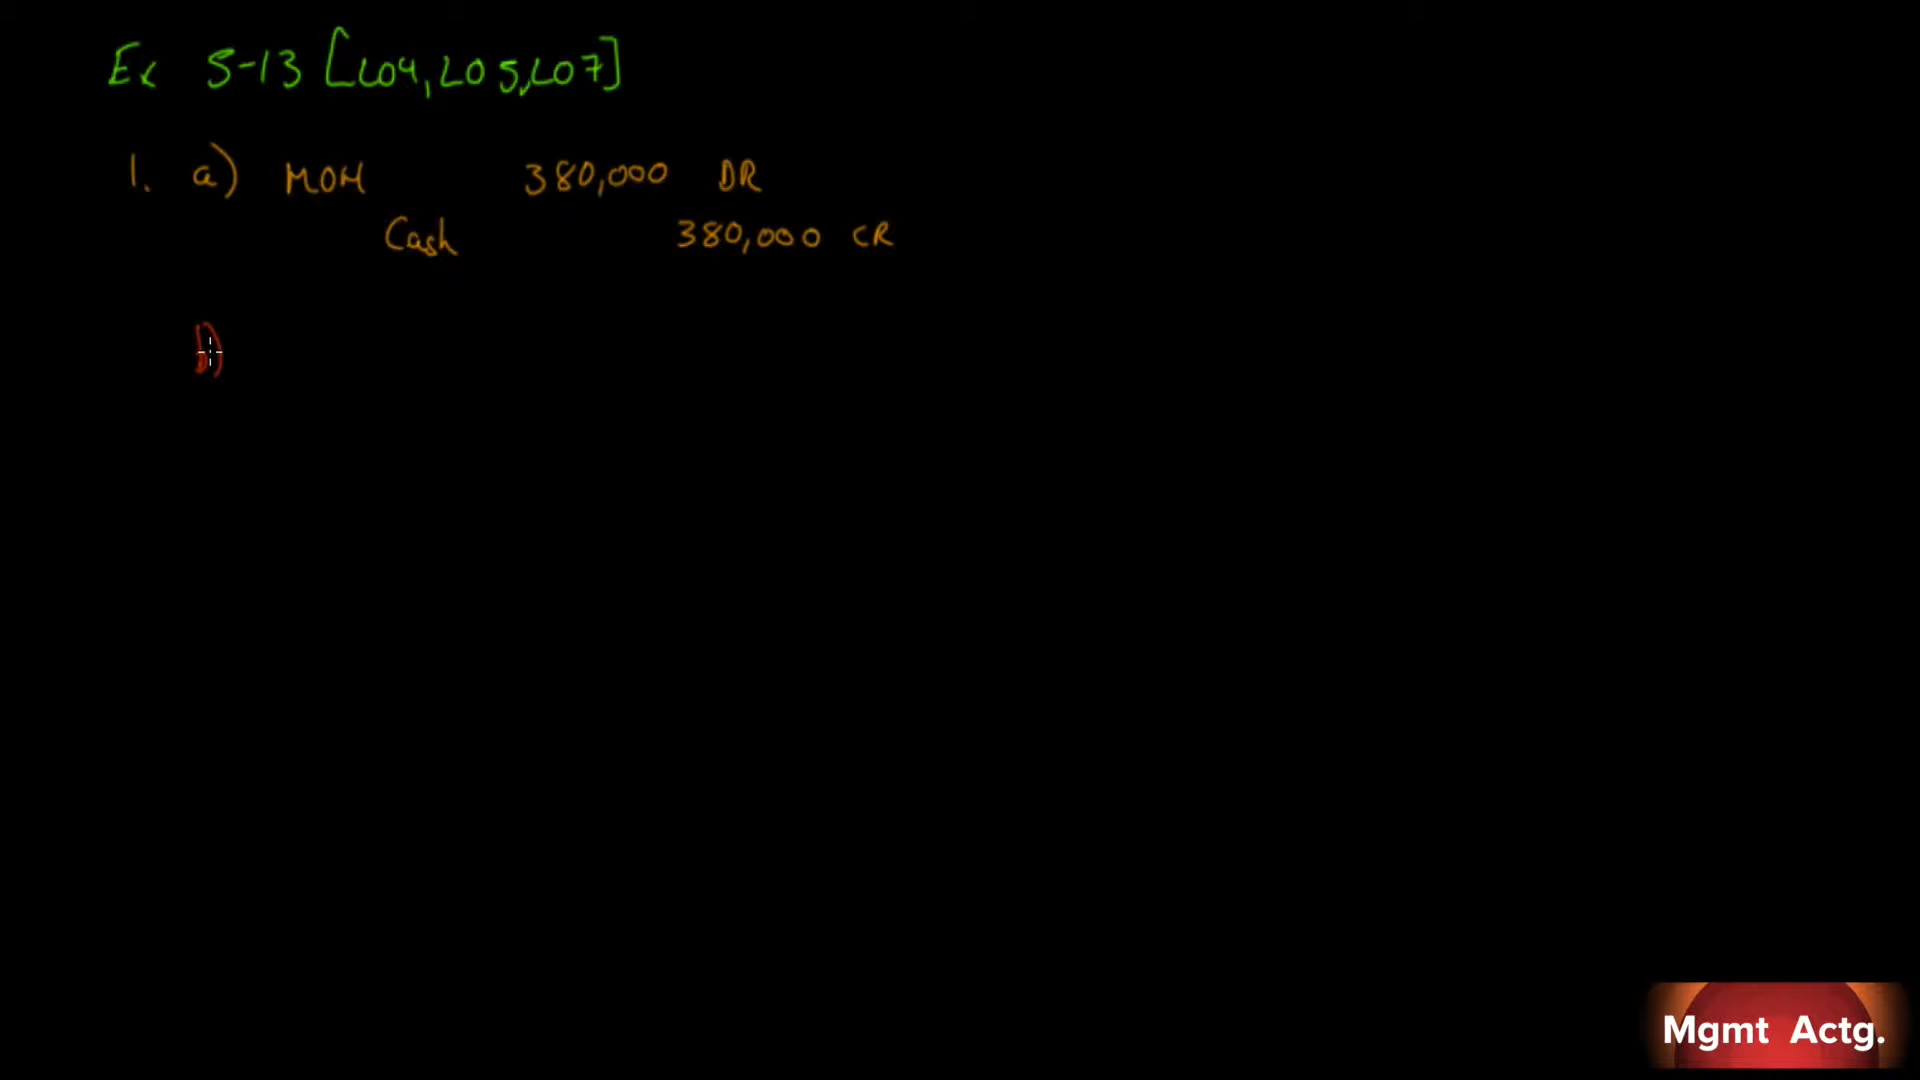 Ex 5-13 [LO4, LO5, LO7]
1. a) MOH 380,000 DR
Cash 380,000 CR
b)
Mgmt Actg.